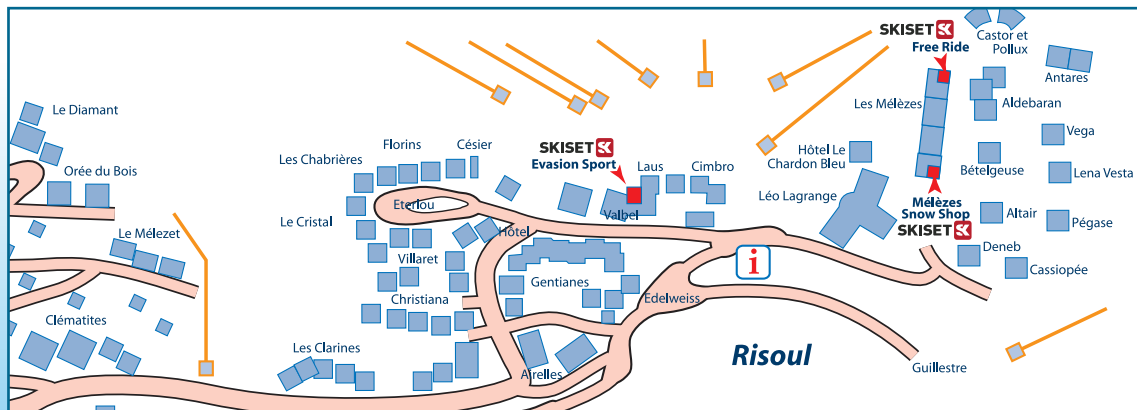 SKISET
Free Ride
Castor et
Pollux
Antares
Le Diamant
Les Mélèzes
Aldebaran
Vega
Florins
Césier
SKISET
Evasion Sport
Laus
Cimbro
Hôtel Le
Chardon Bleu
Les Chabrières
Orée du Bois
Bételgeuse
Lena Vesta
Eterlou
Valbel
Léo Lagrange
Mélèzes
Snow Shop
SKISET
Altair
Pégase
Le Cristal
Le Mélezet
Hôtel
Villaret
i
Deneb
Cassiopée
Gentianes
Christiana
Edelweiss
Clématites
Les Clarines
Airelles
Risoul
Guillestre